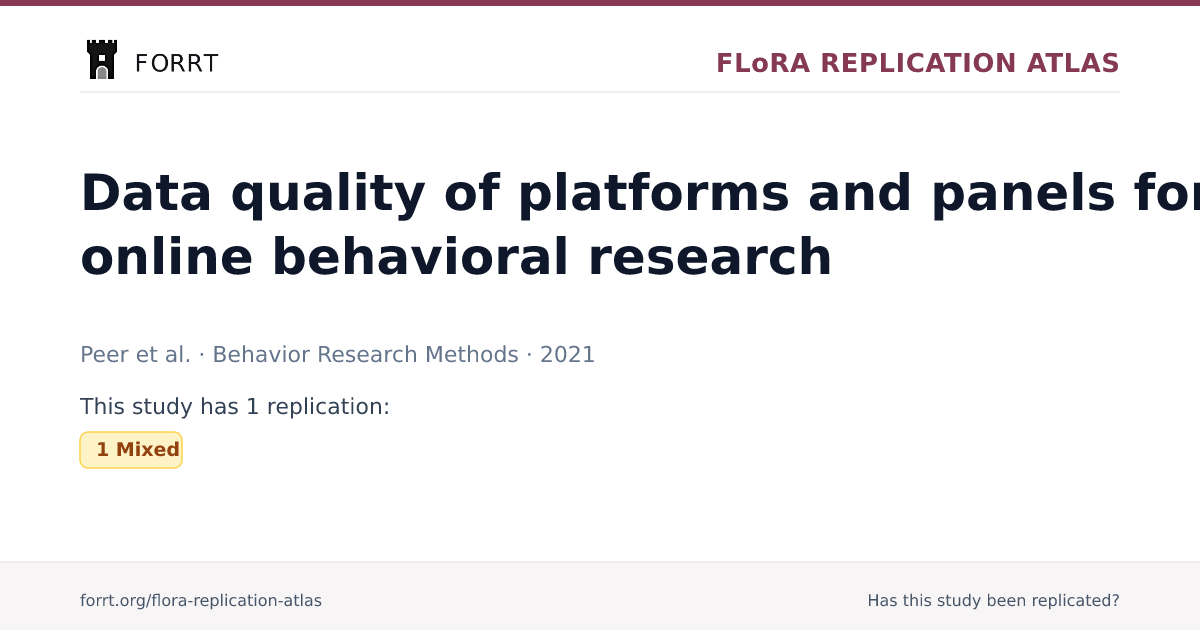 FORRT
FLoRA REPLICATION ATLAS
Data quality of platforms and panels for
online behavioral research
Peer et al. · Behavior Research Methods · 2021
This study has 1 replication:
1 Mixed
forrt.org/flora-replication-atlas
Has this study been replicated?